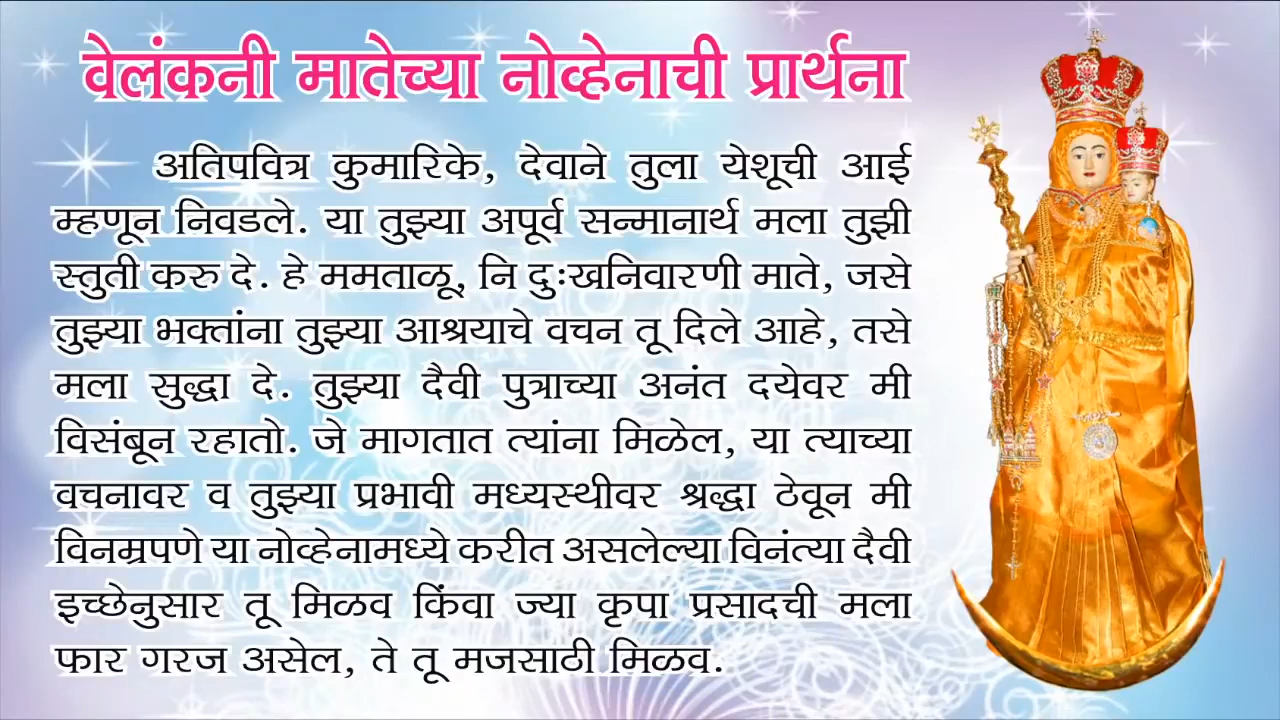 वेलंकनी मातेच्या नोव्हेनाची प्रार्थना
अतिपवित्र कुमारिके, देवाने तुला येशूची आई
म्हणून निवडले. या तुझ्या अपूर्व सन्मानार्थ मला तुझी
स्तुती करु दे. हे ममताळू, नि दुःखनिवारणी माते, जसे
तुझ्या भक्तांना तुझ्या आश्रयाचे वचन तू दिले आहे, तसे
मला सुद्धा दे. तुझ्या दैवी पुत्राच्या अनंत दयेवर मी
विसंबून रहातो. जे मागतात त्यांना मिळेल, या त्याच्या
वचनावर व तुझ्या प्रभावी मध्यस्थीवर श्रद्धा ठेवून मी
विनम्रपणे या नोव्हेनामध्ये करीत असलेल्या विनंत्या दैवी
इच्छेनुसार तू मिळव किंवा ज्या कृपा प्रसादची मला
फार गरज असेल, ते तू मजसाठी मिळव.